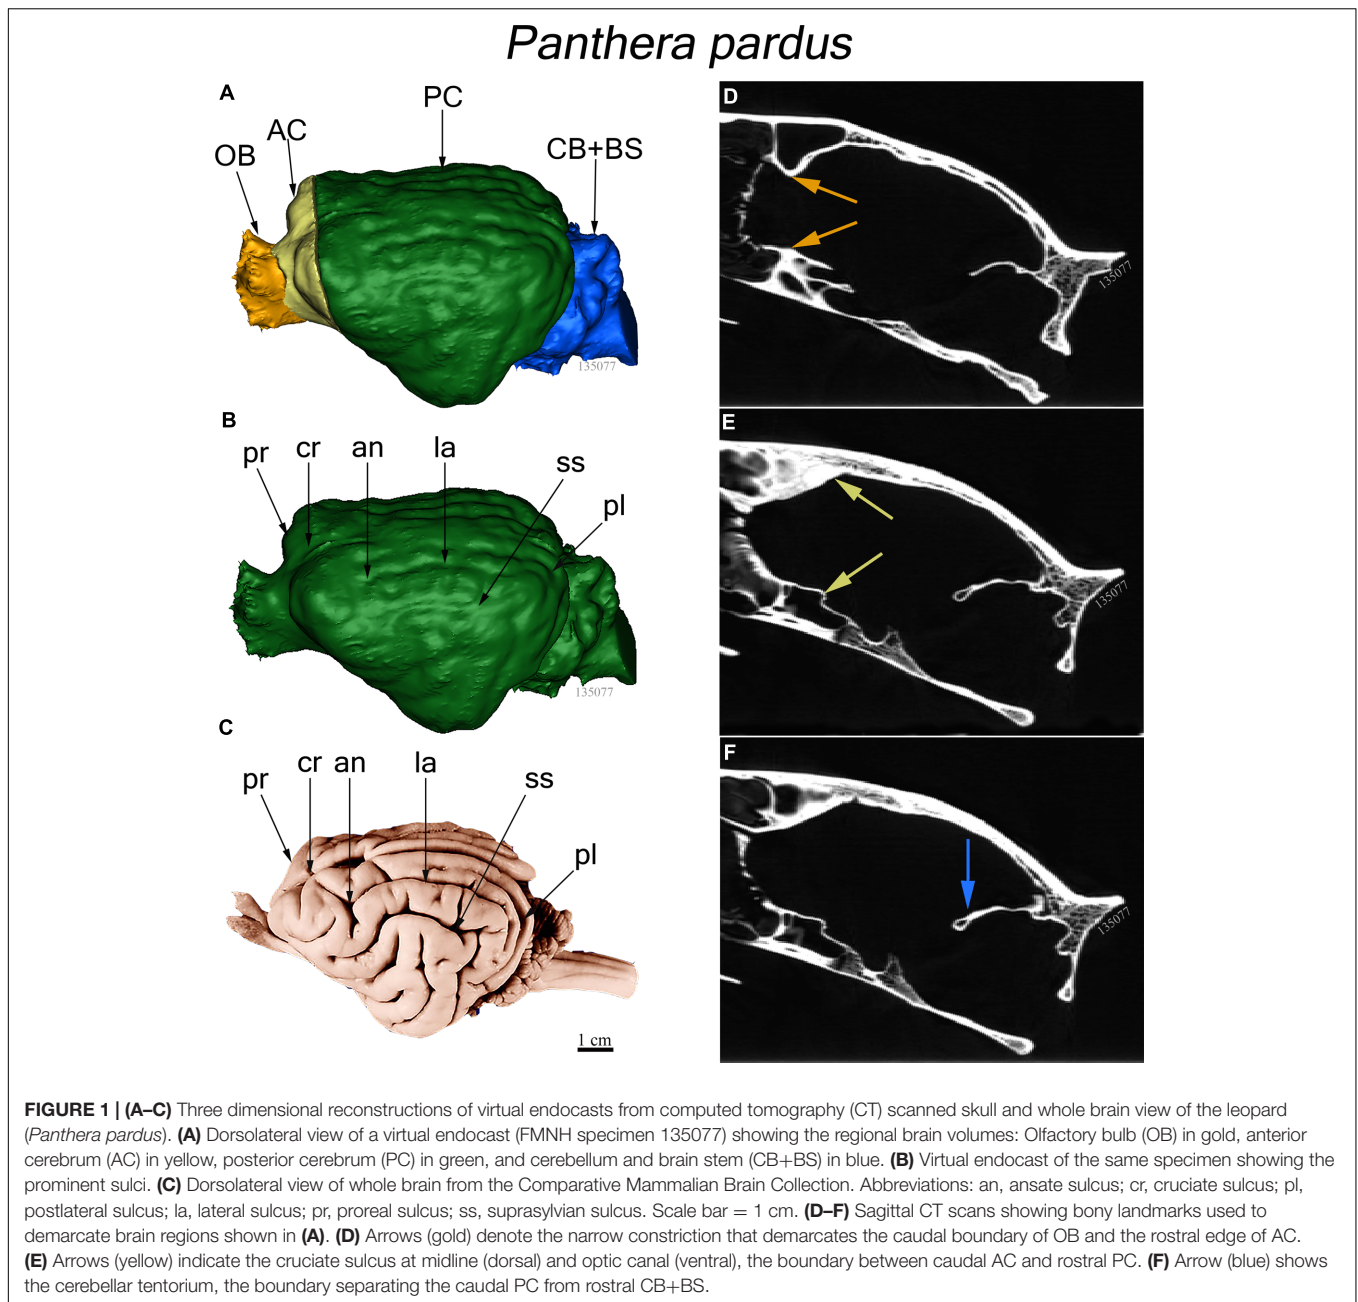 Panthera pardus
A
PC
AC
OB
CB+BS
135077
B
pr
cr
an
la
ss
pl
135077
C
pr
cr
an
la
ss
pl
1 cm
D
135077
E
135077
F
135077
FIGURE 1 | (A–C) Three dimensional reconstructions of virtual endocasts from computed tomography (CT) scanned skull and whole brain view of the leopard
(Panthera pardus). (A) Dorsolateral view of a virtual endocast (FMNH specimen 135077) showing the regional brain volumes: Olfactory bulb (OB) in gold, anterior
cerebrum (AC) in yellow, posterior cerebrum (PC) in green, and cerebellum and brain stem (CB+BS) in blue. (B) Virtual endocast of the same specimen showing the
prominent sulci. (C) Dorsolateral view of whole brain from the Comparative Mammalian Brain Collection. Abbreviations: an, ansate sulcus; cr, cruciate sulcus; pl,
postlateral sulcus; la, lateral sulcus; pr, proreal sulcus; ss, suprasylvian sulcus. Scale bar = 1 cm. (D–F) Sagittal CT scans showing bony landmarks used to
demarcate brain regions shown in (A). (D) Arrows (gold) denote the narrow constriction that demarcates the caudal boundary of OB and the rostral edge of AC.
(E) Arrows (yellow) indicate the cruciate sulcus at midline (dorsal) and optic canal (ventral), the boundary between caudal AC and rostral PC. (F) Arrow (blue) shows
the cerebellar tentorium, the boundary separating the caudal PC from rostral CB+BS.